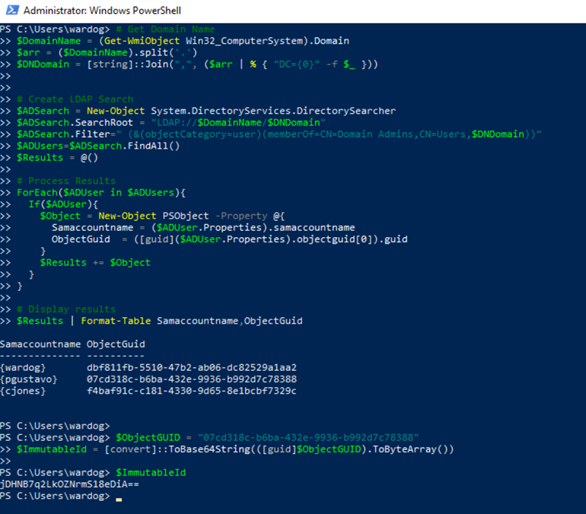 Administrator: Windows PowerShell
PS C:\Users\wardog> # Get Domain Name
>> $DomainName = (Get-WmiObject Win32_ComputerSystem).Domain
>> $arr = ($DomainName).split('.')
>> $DNDomain = [string]::Join(",", ($arr | % { "DC={0}" -f $_ }))
>>
>>
>> # Create LDAP Search
>> $ADSearch = New-Object System.DirectoryServices.DirectorySearcher
>> $ADSearch.SearchRoot = "LDAP://$DomainName/$DNDomain"
>> $ADSearch.Filter=" (&(objectCategory=user)(memberOf=CN=Domain Admins,CN=Users,$DNDomain))"
>> $ADUsers=$ADSearch.FindAll()
>> $Results = @()
>>
>> # Process Results
>> ForEach($ADUser in $ADUsers){
>>   If($ADUser){
>>     $Object = New-Object PSObject -Property @{
>>       Samaccountname = ($ADUser.Properties).samaccountname
>>       ObjectGuid  = ([guid]($ADUser.Properties).objectguid[0]).guid
>>     }
>>     $Results += $Object
>>   }
>> }
>>
>> # Display results
>> $Results | Format-Table Samaccountname,ObjectGuid

Samaccountname ObjectGuid
-------------- ----------
{wardog}       dbf811fb-5510-47b2-ab06-dc82529a1aa2
{pgustavo}     07cd318c-b6ba-432e-9936-b992d7c78388
{cjones}       f4baf91c-c181-4330-9d65-8e1bcbf7329c

PS C:\Users\wardog>
PS C:\Users\wardog> $ObjectGUID = "07cd318c-b6ba-432e-9936-b992d7c78388"
>> $ImmutableId = [convert]::ToBase64String(([guid]$ObjectGUID).ToByteArray())
>>
PS C:\Users\wardog> $ImmutableId
jDHNB7q2LkOZNrmS18eDiA==
PS C:\Users\wardog>